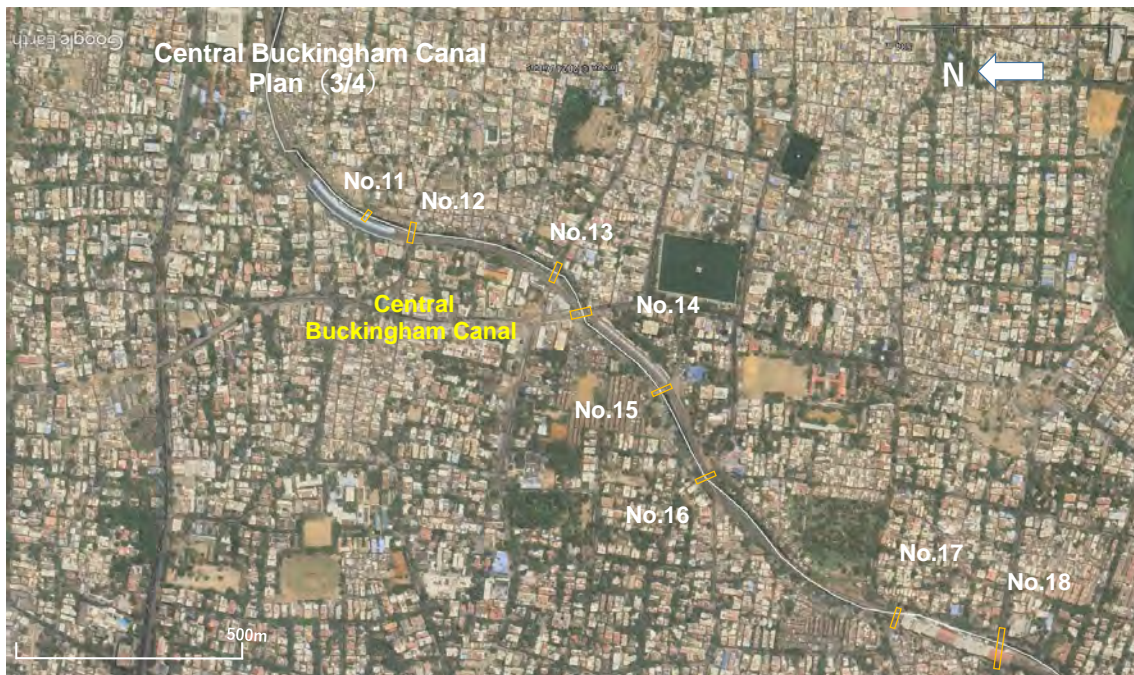 Google Earth
Central Buckingham Canal
Plan（3/4）
N
No.11
No.12
No.13
Central
Buckingham Canal
No.14
No.15
No.16
No.17
No.18
500m